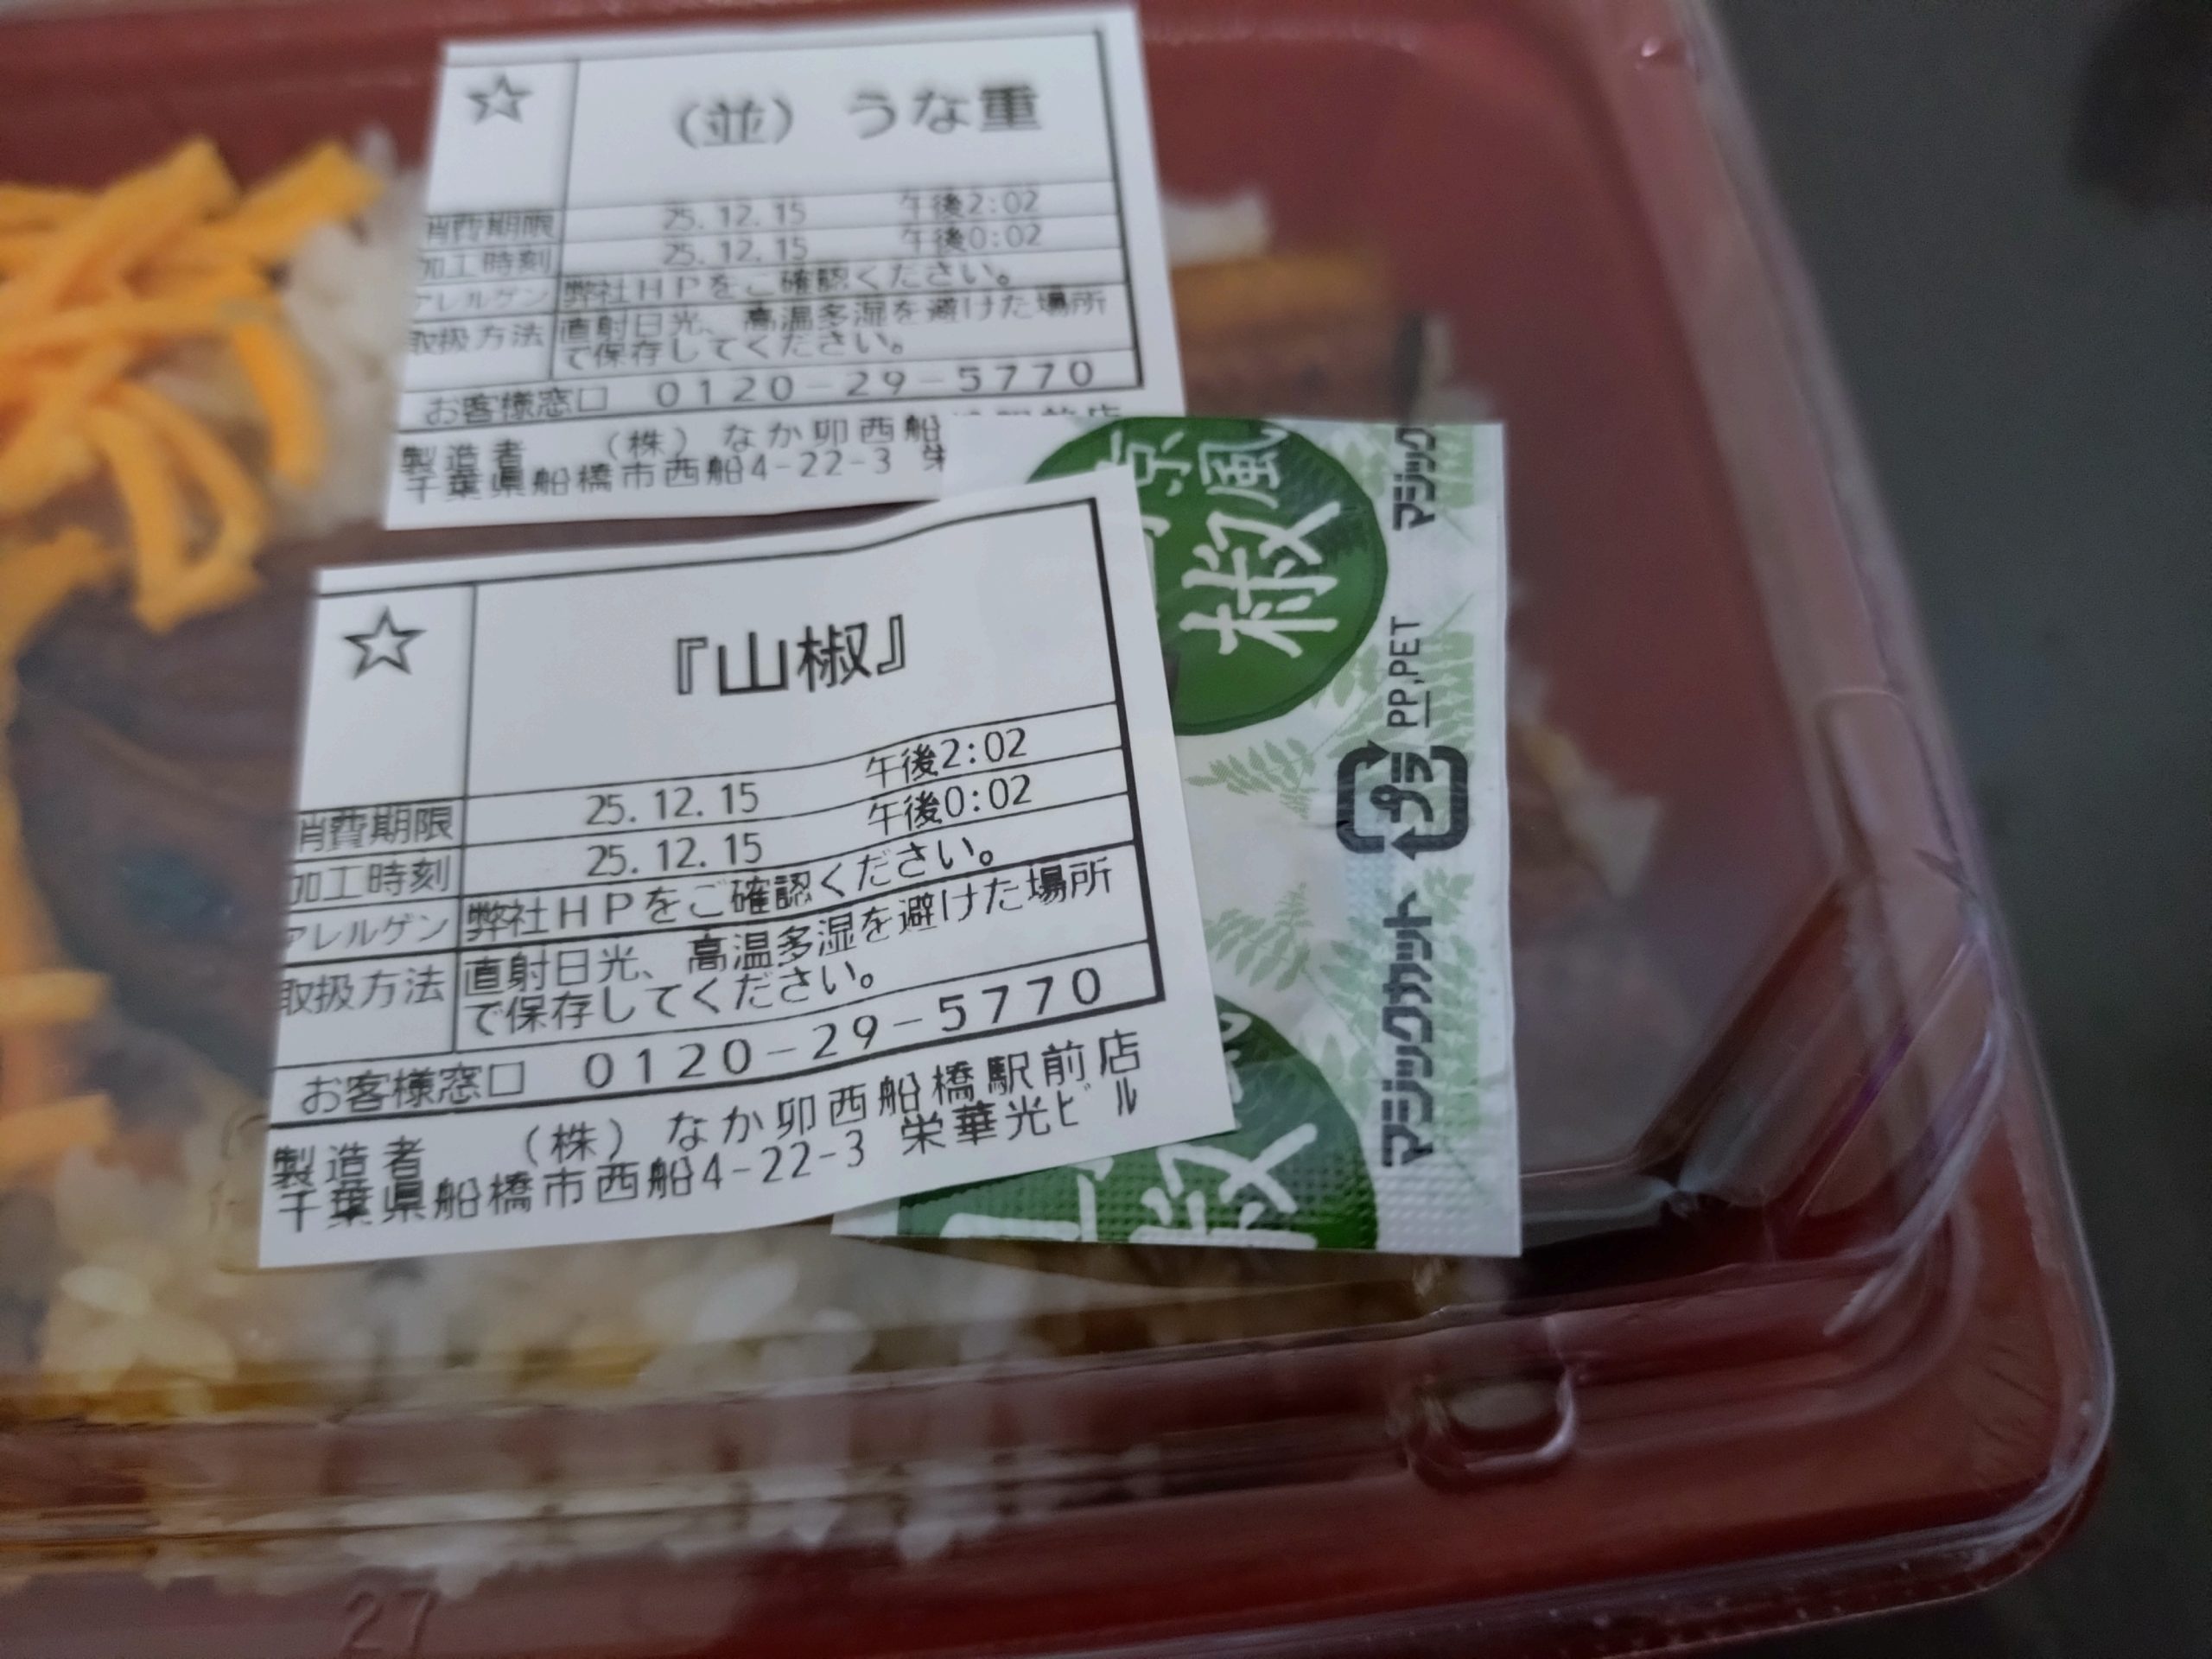 ☆ （並） うな重
消費期限 25.12.15 午後2:02
加工時刻 25.12.15 午後0:02
アレルゲン 弊社ＨＰをご確認ください。
取扱方法 直射日光、高温多湿を避けた場所
で保存してください。
お客様窓口 0120-29-5770
製造者 （株）なか卯西船
千葉県船橋市西船4-22-3 栄
☆ 『山椒』
消費期限 25.12.15 午後2:02
加工時刻 25.12.15 午後0:02
アレルゲン 弊社ＨＰをご確認ください。
取扱方法 直射日光、高温多湿を避けた場所
で保存してください。
お客様窓口 0120-29-5770
製造者 （株）なか卯西船橋駅前店
千葉県船橋市西船4-22-3 栄華光ﾋﾞﾙ
風
椒
マジック
プラ PP,PET
マジックカット
27